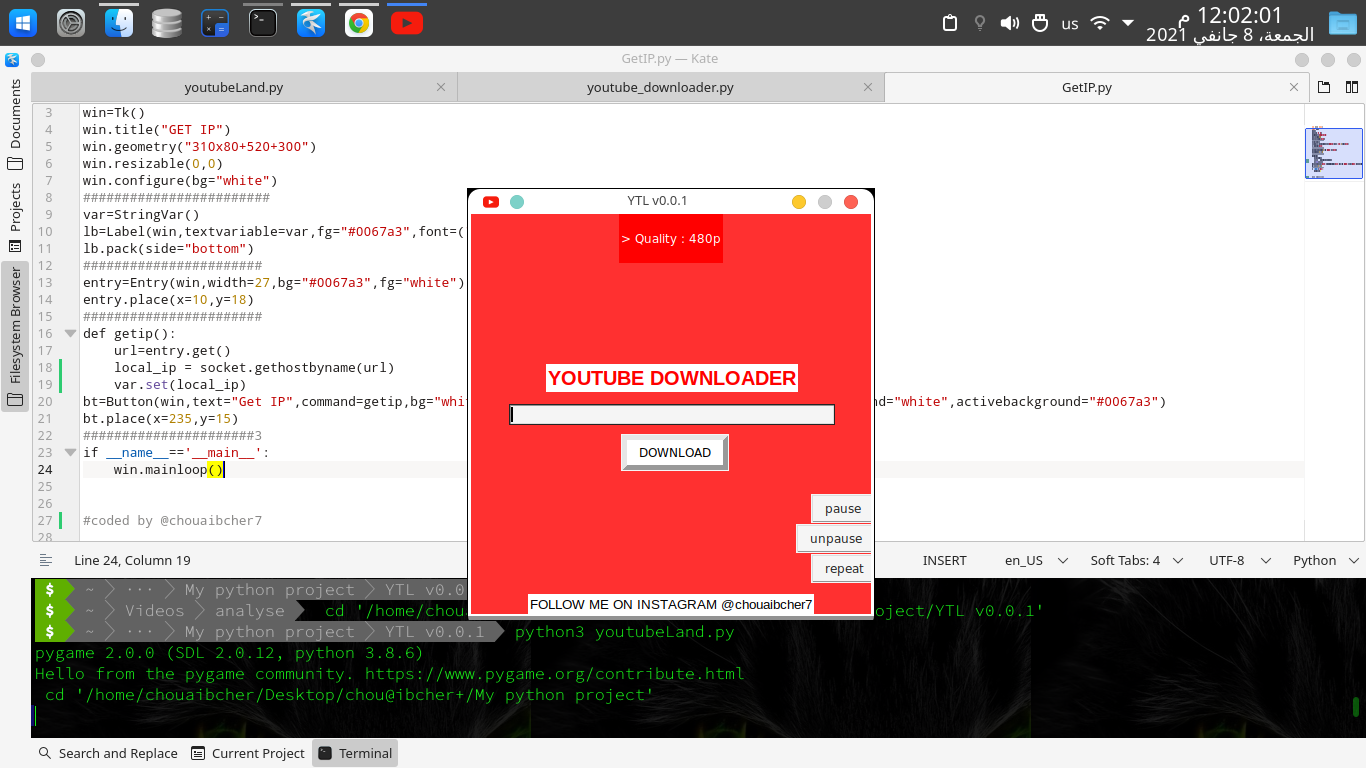 us
12:02:01 م
الجمعة، 8 جانفي 2021
GetIP.py — Kate
youtubeLand.py
youtube_downloader.py
GetIP.py
Documents
Projects
Filesystem Browser
3 win=Tk()
4 win.title("GET IP")
5 win.geometry("310x80+520+300")
6 win.resizable(0,0)
7 win.configure(bg="white")
8 ########################
9 var=StringVar()
10 lb=Label(win,textvariable=var,fg="#0067a3",font=(
11 lb.pack(side="bottom")
12 #######################
13 entry=Entry(win,width=27,bg="#0067a3",fg="white")
14 entry.place(x=10,y=18)
15 #######################
16 def getip():
17 url=entry.get()
18 local_ip = socket.gethostbyname(url)
19 var.set(local_ip)
20 bt=Button(win,text="Get IP",command=getip,bg="whi nd="white",activebackground="#0067a3")
21 bt.place(x=235,y=15)
22 ######################3
23 if __name__=='__main__':
24 win.mainloop()
25
26
27 #coded by @chouaibcher7
28
YTL v0.0.1
> Quality : 480p
YOUTUBE DOWNLOADER
DOWNLOAD
pause
unpause
repeat
FOLLOW ME ON INSTAGRAM @chouaibcher7
Line 24, Column 19
INSERT
en_US
Soft Tabs: 4
UTF-8
Python
$ ~ ··· My python project YTL v0.0
$ ~ Videos analyse cd '/home/chou oject/YTL v0.0.1'
$ ~ ··· My python project YTL v0.0.1 python3 youtubeLand.py
pygame 2.0.0 (SDL 2.0.12, python 3.8.6)
Hello from the pygame community. https://www.pygame.org/contribute.html
cd '/home/chouaibcher/Desktop/chou@ibcher+/My python project'
Search and Replace
Current Project
Terminal